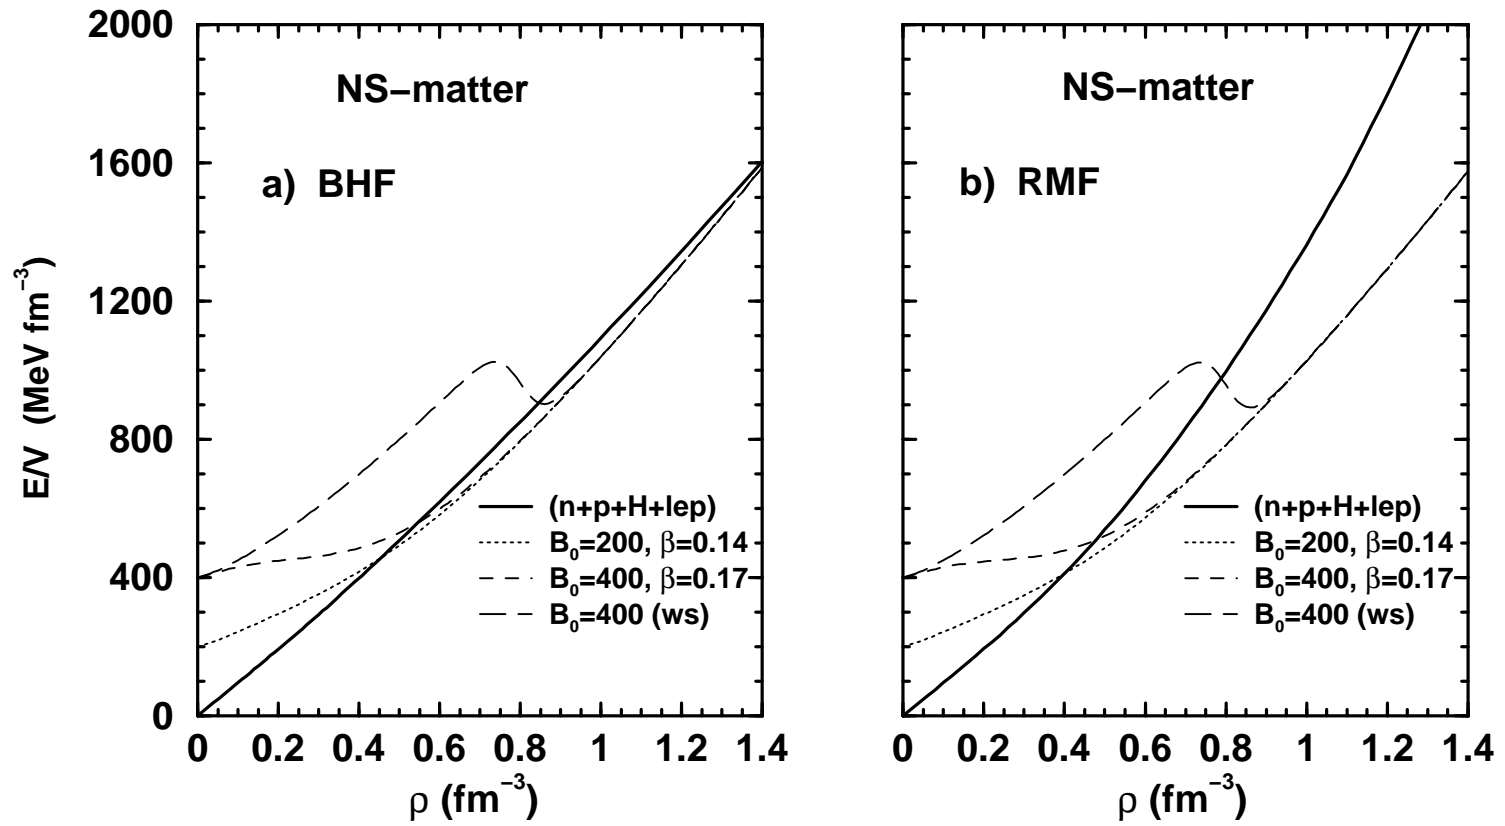 2000
1600
1200
800
400
0
E/V (MeV fm⁻³)
NS−matter
a) BHF
(n+p+H+lep)
B₀=200, β=0.14
B₀=400, β=0.17
B₀=400 (ws)
0 0.2 0.4 0.6 0.8 1 1.2 1.4
ρ (fm⁻³)
NS−matter
b) RMF
(n+p+H+lep)
B₀=200, β=0.14
B₀=400, β=0.17
B₀=400 (ws)
0 0.2 0.4 0.6 0.8 1 1.2 1.4
ρ (fm⁻³)